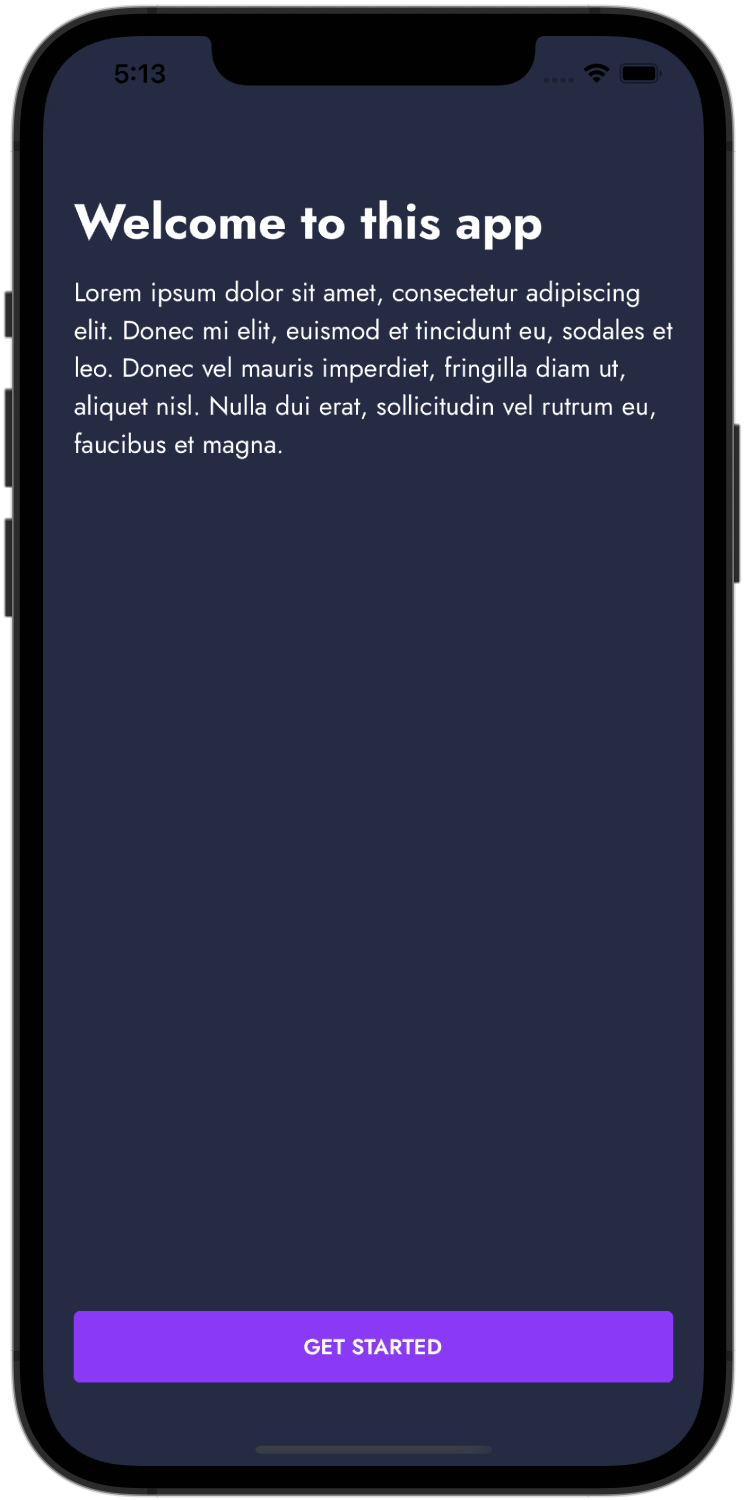 5:13
Welcome to this app
Lorem ipsum dolor sit amet, consectetur adipiscing
elit. Donec mi elit, euismod et tincidunt eu, sodales et
leo. Donec vel mauris imperdiet, fringilla diam ut,
aliquet nisl. Nulla dui erat, sollicitudin vel rutrum eu,
faucibus et magna.
GET STARTED